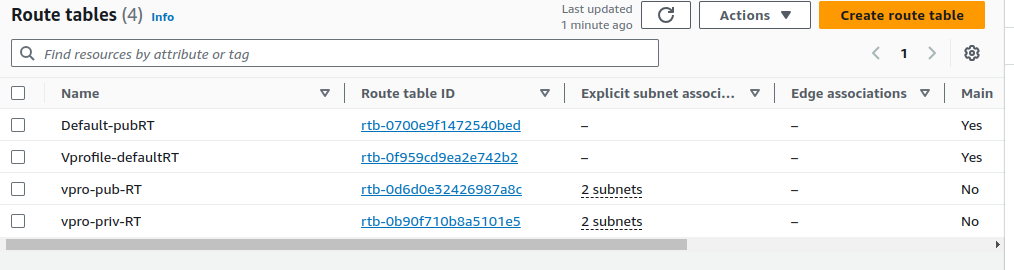 Route tables (4) Info
Last updated
1 minute ago
Actions
Create route table
Find resources by attribute or tag
1
Name Route table ID Explicit subnet associ... Edge associations Main
Default-pubRT rtb-0700e9f1472540bed – – Yes
Vprofile-defaultRT rtb-0f959cd9ea2e742b2 – – Yes
vpro-pub-RT rtb-0d6d0e32426987a8c 2 subnets – No
vpro-priv-RT rtb-0b90f710b8a5101e5 2 subnets – No